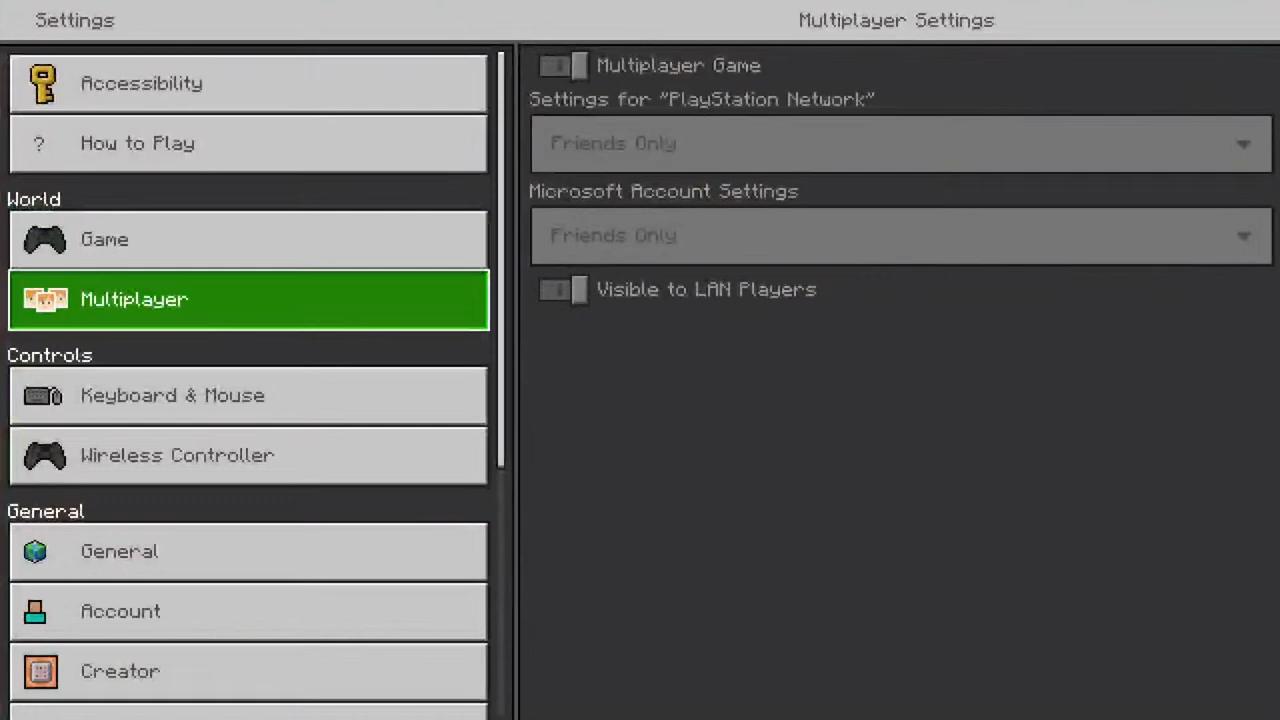 Settings
Multiplayer Settings
Accessibility
? How to Play
World
Game
Multiplayer
Controls
Keyboard & Mouse
Wireless Controller
General
General
Account
Creator
Multiplayer Game
Settings for "PlayStation Network"
Friends Only
Microsoft Account Settings
Friends Only
Visible to LAN Players